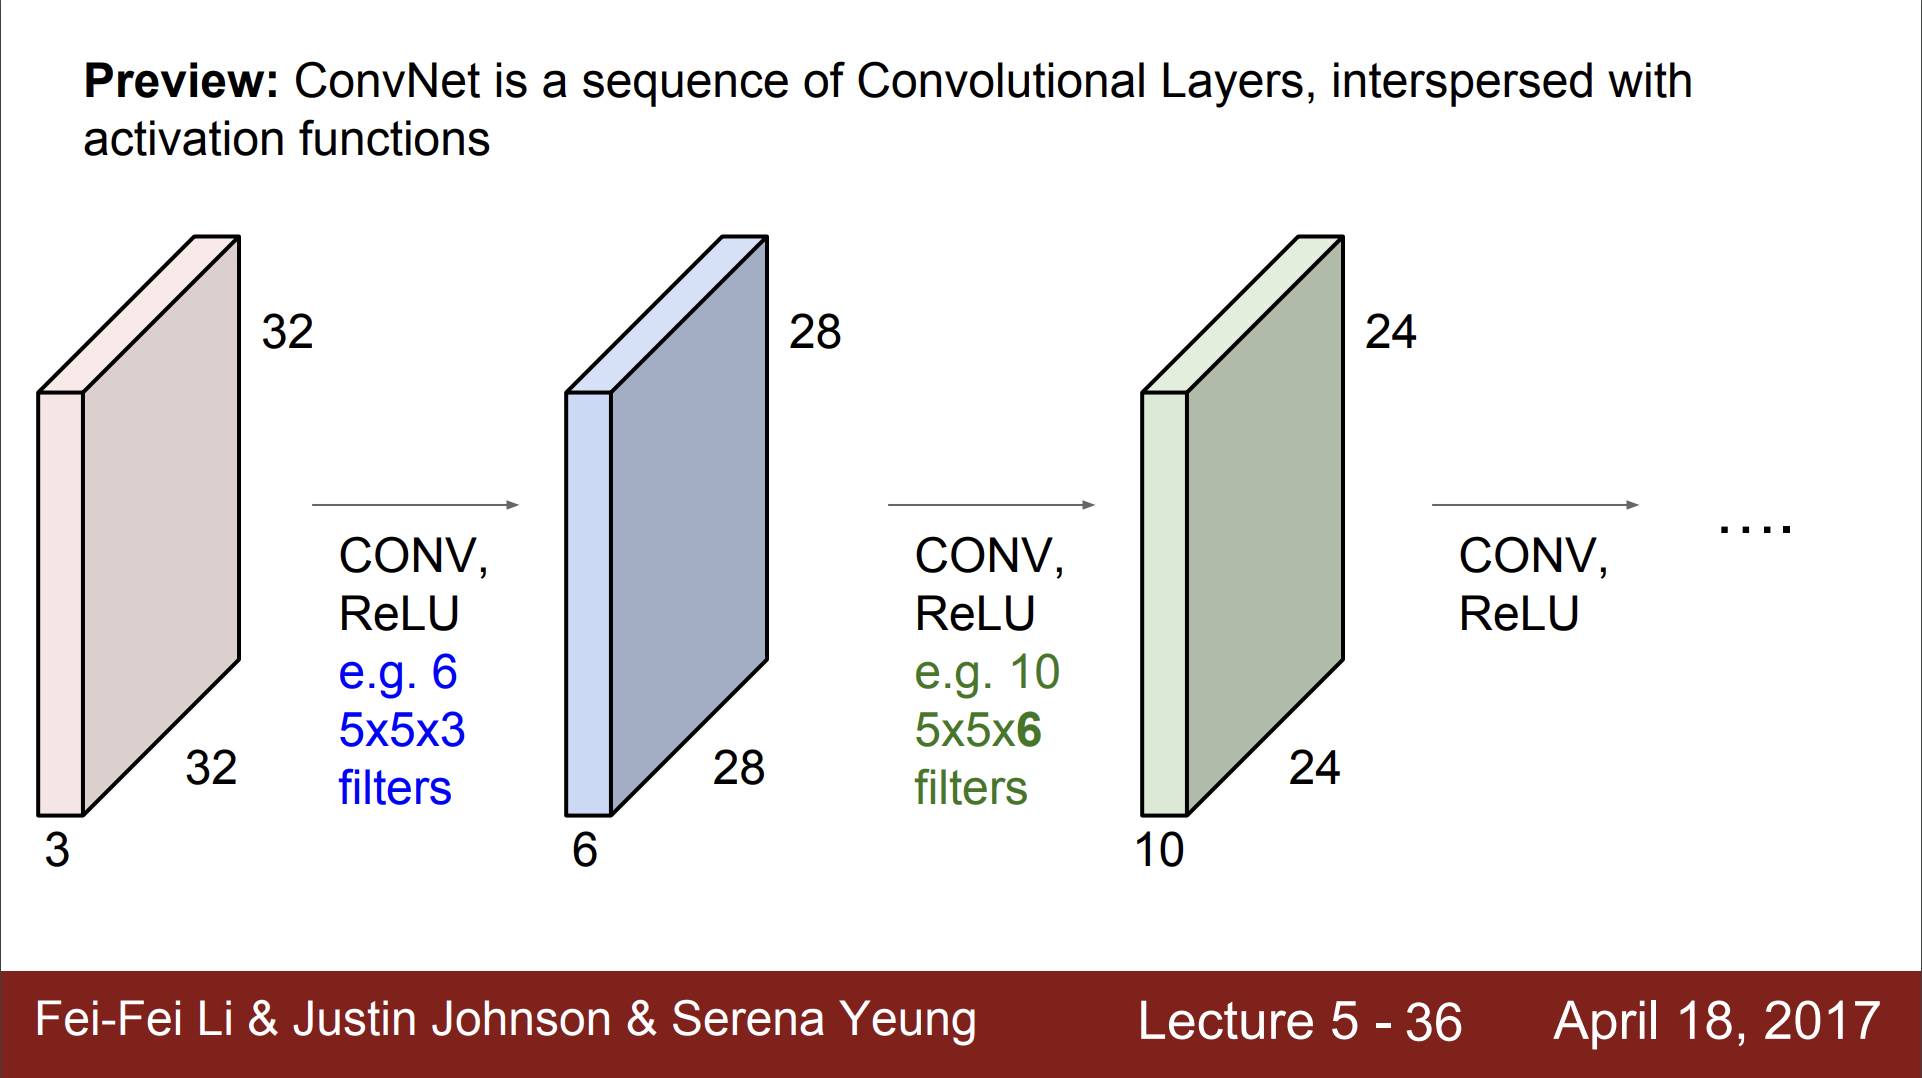 Preview: ConvNet is a sequence of Convolutional Layers, interspersed with
activation functions
32
32
3
CONV,
ReLU
e.g. 6
5x5x3
filters
28
28
6
CONV,
ReLU
e.g. 10
5x5x6
filters
24
24
10
CONV,
ReLU
….
Fei-Fei Li & Justin Johnson & Serena Yeung
Lecture 5 - 36
April 18, 2017